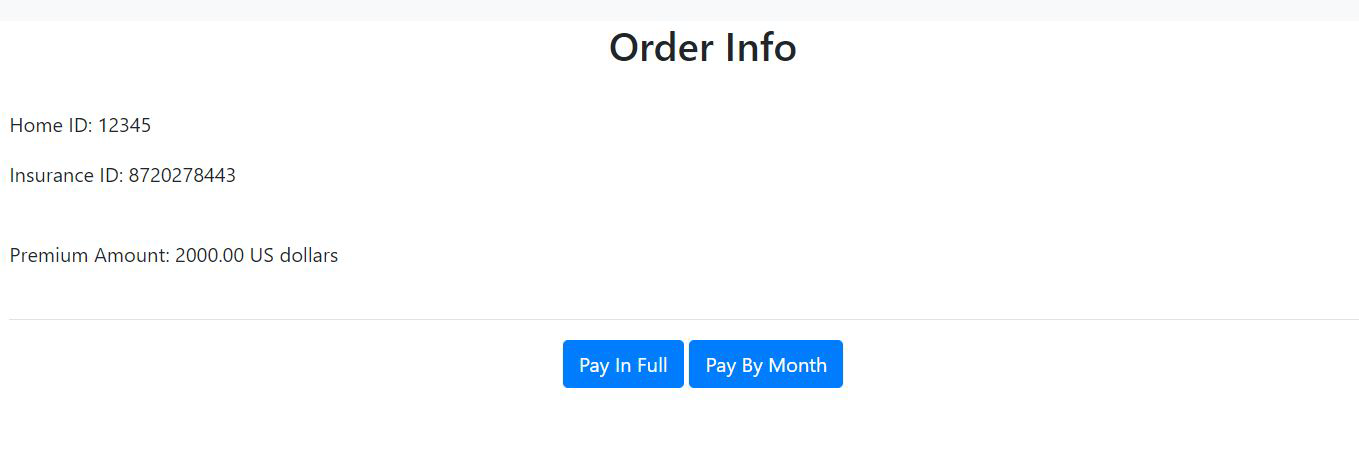 Order Info
Home ID: 12345
Insurance ID: 8720278443
Premium Amount: 2000.00 US dollars
Pay In Full
Pay By Month